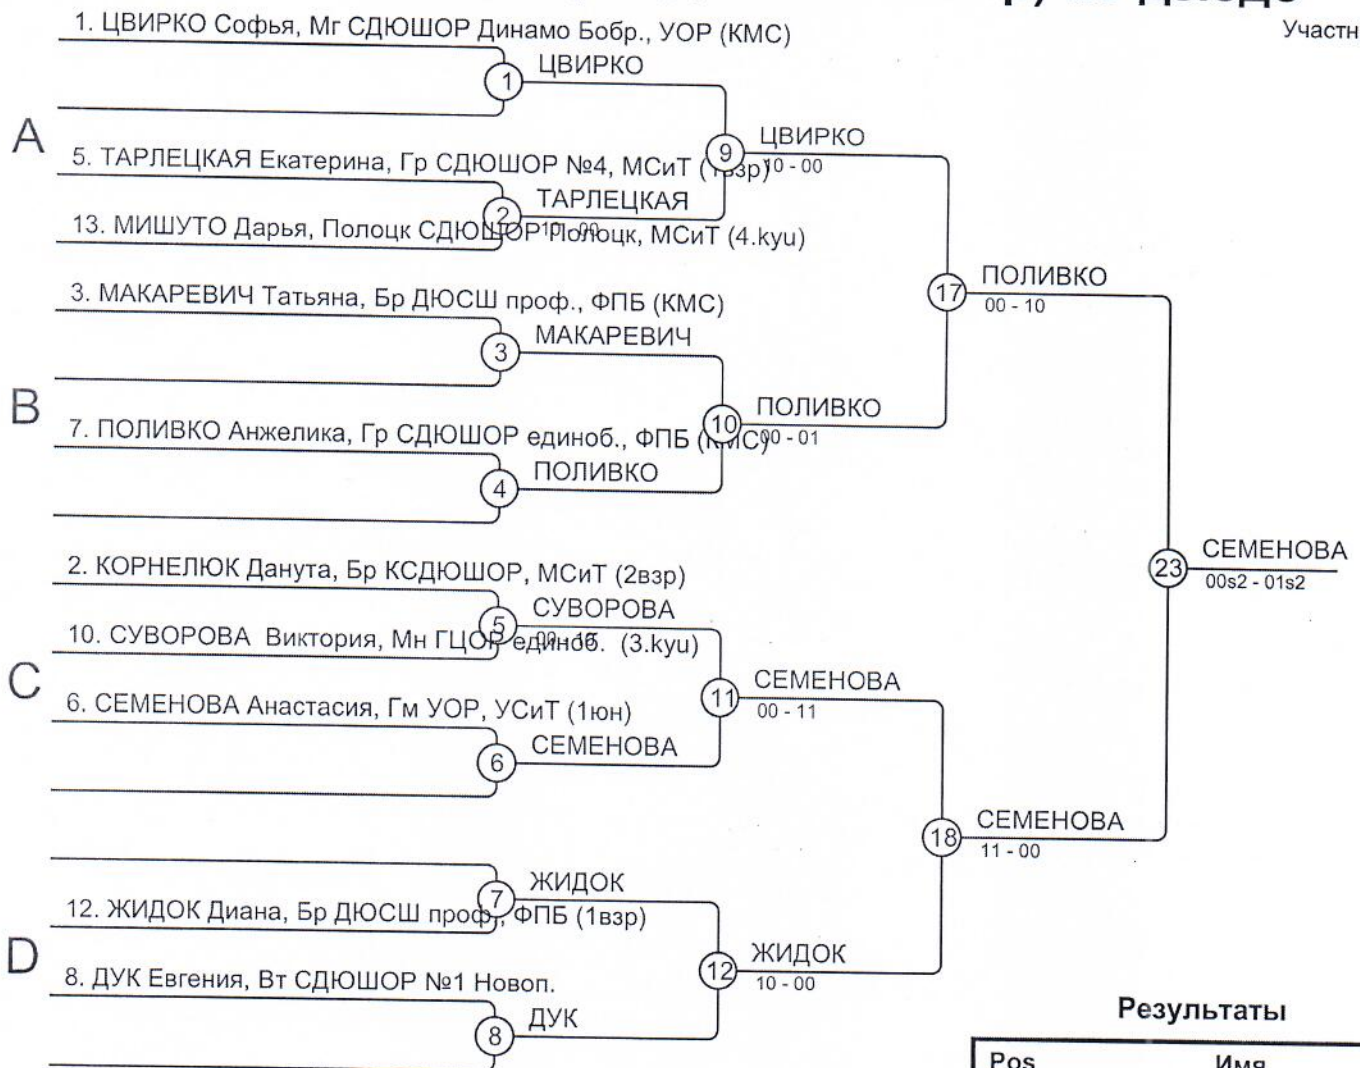 Участн
1. ЦВИРКО Софья, Мг СДЮШОР Динамо Бобр., УОР (КМС)
1 ЦВИРКО
A
9 ЦВИРКО
10 - 00
5. ТАРЛЕЦКАЯ Екатерина, Гр СДЮШОР №4, МСиТ (1взр)
2 ТАРЛЕЦКАЯ
10 - 00
13. МИШУТО Дарья, Полоцк СДЮШОР Полоцк, МСиТ (4.kyu)
17 ПОЛИВКО
00 - 10
3. МАКАРЕВИЧ Татьяна, Бр ДЮСШ проф., ФПБ (КМС)
3 МАКАРЕВИЧ
B
10 ПОЛИВКО
00 - 01
7. ПОЛИВКО Анжелика, Гр СДЮШОР единоб., ФПБ (КМС)
4 ПОЛИВКО
23 СЕМЕНОВА
00s2 - 01s2
2. КОРНЕЛЮК Данута, Бр КСДЮШОР, МСиТ (2взр)
5 СУВОРОВА
10. СУВОРОВА Виктория, Мн ГЦОР единоб. (3.kyu)
C
11 СЕМЕНОВА
00 - 11
6. СЕМЕНОВА Анастасия, Гм УОР, УСиТ (1юн)
6 СЕМЕНОВА
18 СЕМЕНОВА
11 - 00
7 ЖИДОК
12. ЖИДОК Диана, Бр ДЮСШ проф., ФПБ (1взр)
D
12 ЖИДОК
10 - 00
8. ДУК Евгения, Вт СДЮШОР №1 Новоп.
8 ДУК
Результаты
Pos Имя